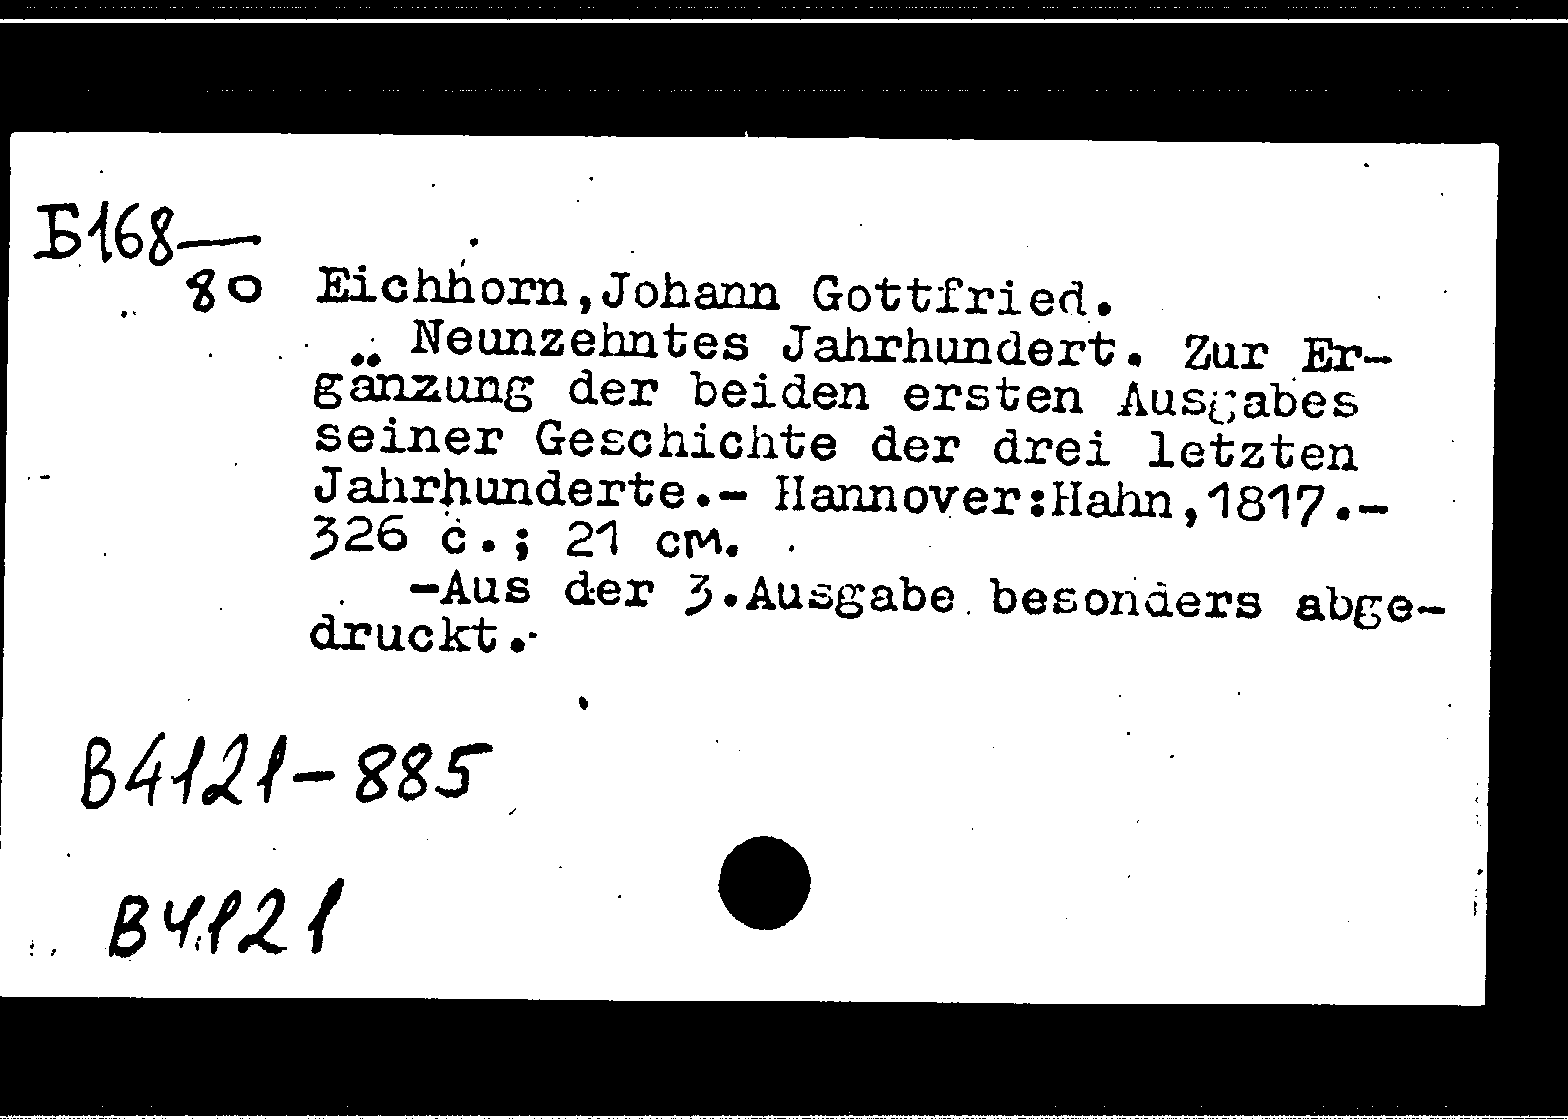 Б168—
80 Eichhorn,Johann Gottfried.
Neunzehntes Jahrhundert. Zur Er-
gänzung der beiden ersten Ausgabes
seiner Geschichte der drei letzten
Jahrhunderte.- Hannover:Hahn,1817.-
326 с.; 21 см.
-Aus der 3.Ausgabe besonders abge-
druckt.
B4121-885
B4121